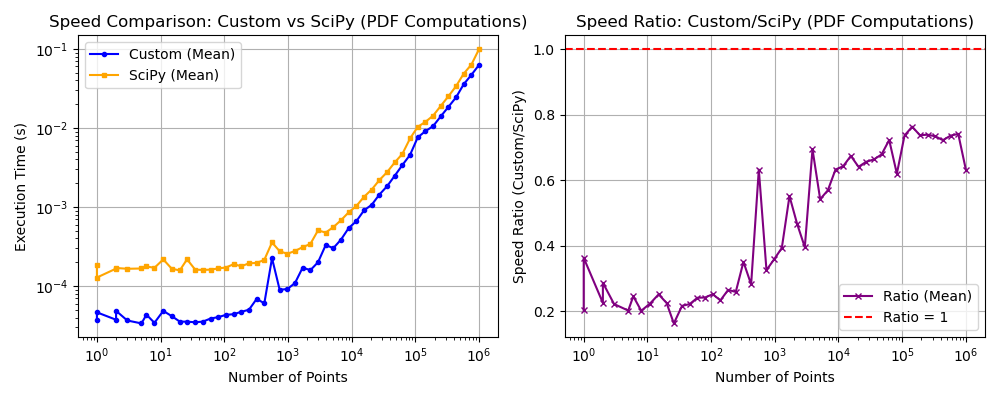 Speed Comparison: Custom vs SciPy (PDF Computations)
Custom (Mean)
SciPy (Mean)
Execution Time (s)
10⁻¹
10⁻²
10⁻³
10⁻⁴
10⁰ 10¹ 10² 10³ 10⁴ 10⁵ 10⁶
Number of Points
Speed Ratio: Custom/SciPy (PDF Computations)
Speed Ratio (Custom/SciPy)
1.0
0.8
0.6
0.4
0.2
Ratio (Mean)
Ratio = 1
10⁰ 10¹ 10² 10³ 10⁴ 10⁵ 10⁶
Number of Points